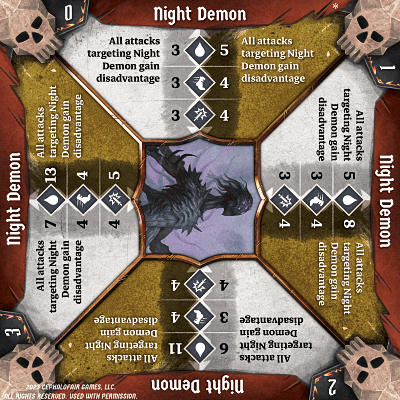 0
Night Demon
All attacks
targeting Night
Demon gain
disadvantage
3 5
3 4
3 4
All attacks
targeting Night
Demon gain
disadvantage
1
Night Demon
All attacks
targeting Night
Demon gain
disadvantage
5 8
3 4
3 4
All attacks
targeting Night
Demon gain
disadvantage
2
Night Demon
All attacks
targeting Night
Demon gain
disadvantage
6 11
3 4
4 4
All attacks
targeting Night
Demon gain
disadvantage
3
Night Demon
All attacks
targeting Night
Demon gain
disadvantage
7 13
4 4
4 5
All attacks
targeting Night
Demon gain
disadvantage
2023 CEPHALOFAIR GAMES, LLC.
ALL RIGHTS RESERVED. USED WITH PERMISSION.